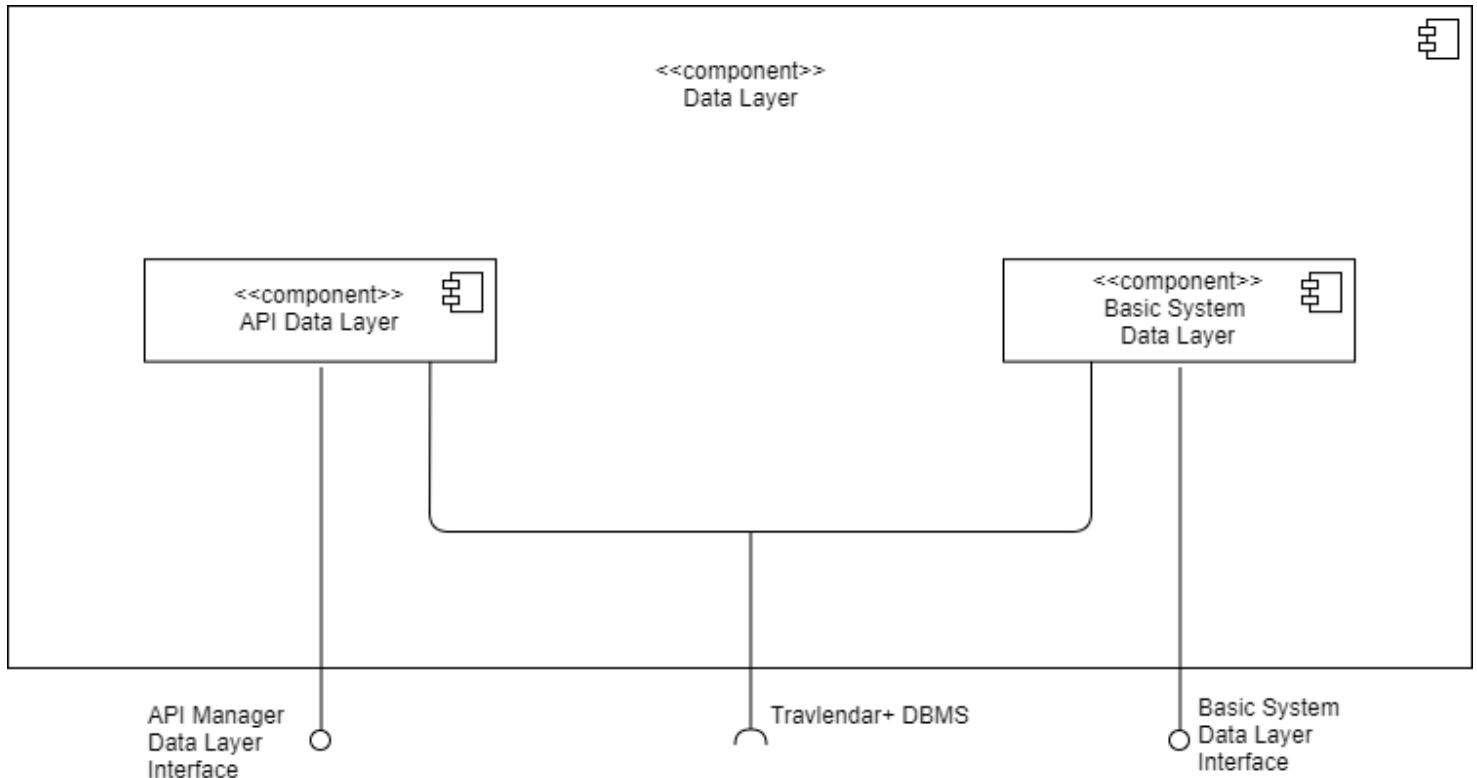 <<component>>
Data Layer
<<component>>
API Data Layer
<<component>>
Basic System
Data Layer
API Manager
Data Layer
Interface
Travlendar+ DBMS
Basic System
Data Layer
Interface